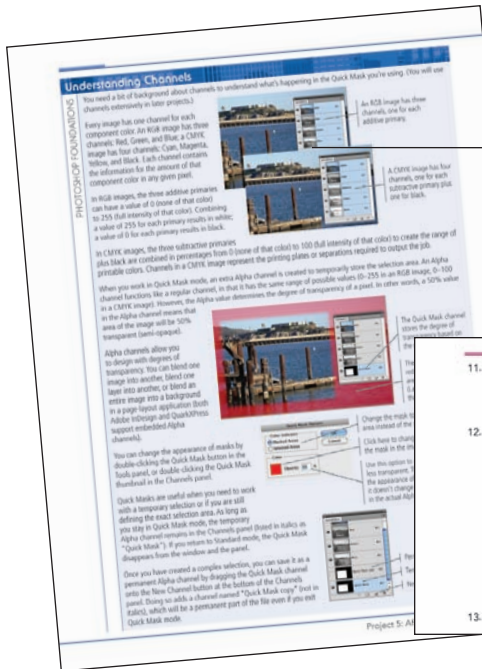 Understanding Channels
PHOTOSHOP FOUNDATIONS
You need a bit of background about channels to understand what's happening in the Quick Mask you're using. (You will use
channels extensively in later projects.)
Every image has one channel for each
component color. An RGB image has three
channels: Red, Green, and Blue; a CMYK
image has four channels: Cyan, Magenta,
Yellow, and Black. Each channel contains
the information for the amount of that
component color in any given pixel.
In RGB images, the three additive primaries
can have a value of 0 (none of that color)
to 255 (full intensity of that color). Combining
a value of 255 for each primary results in white;
a value of 0 for each primary results in black.
In CMYK images, the three subtractive primaries
plus black are combined in percentages from 0 (none of that color) to 100 (full intensity of that color) to create the range of
printable colors. Channels in a CMYK image represent the printing plates or separations required to output the job.
An RGB image has three
channels, one for each
additive primary.
A CMYK image has four
channels, one for each
subtractive primary plus
one for black.
When you work in Quick Mask mode, an extra Alpha channel is created to temporarily store the selection area. An Alpha
channel functions like a regular channel, in that it has the same range of possible values (0–255 in an RGB image, 0–100
in a CMYK image). However, the Alpha value determines the degree of transparency of a pixel. In other words, a 50% value
in the Alpha channel means that
area of the image will be 50%
transparent (semi-opaque).
Alpha channels allow you
to design with degrees of
transparency. You can blend one
image into another, blend one
layer into another, or blend an
entire image into a background
in a page layout application (both
Adobe InDesign and QuarkXPress
support embedded Alpha
channels).
The Quick Mask channel
stores the degree of
transparency based on
You can change the appearance of masks by
double-clicking the Quick Mask button in the
Tools panel, or double clicking the Quick Mask
thumbnail in the Channels panel.
Change the mask to
area instead of the
Click here to chang
the mask in the im
Use this option to
less transparent. T
the appearance of
it doesn't change
in the actual Alp
Quick Masks are useful when you need to work
with a temporary selection or if you are still
defining the exact selection area. As long as
you stay in Quick Mask mode, the temporary
Alpha channel remains in the Channels panel (listed in italics as
"Quick Mask"). If you return to Standard mode, the Quick Mask
disappears from the window and the panel.
Once you have created a complex selection, you can save it as a
permanent Alpha channel by dragging the Quick Mask channel
onto the New Channel button at the bottom of the Channels
panel. Doing so adds a channel named "Quick Mask copy" (not in
italics), which will be a permanent part of the file even if you exit
Quick Mask mode.
Project 5: A
11.
12.
13.